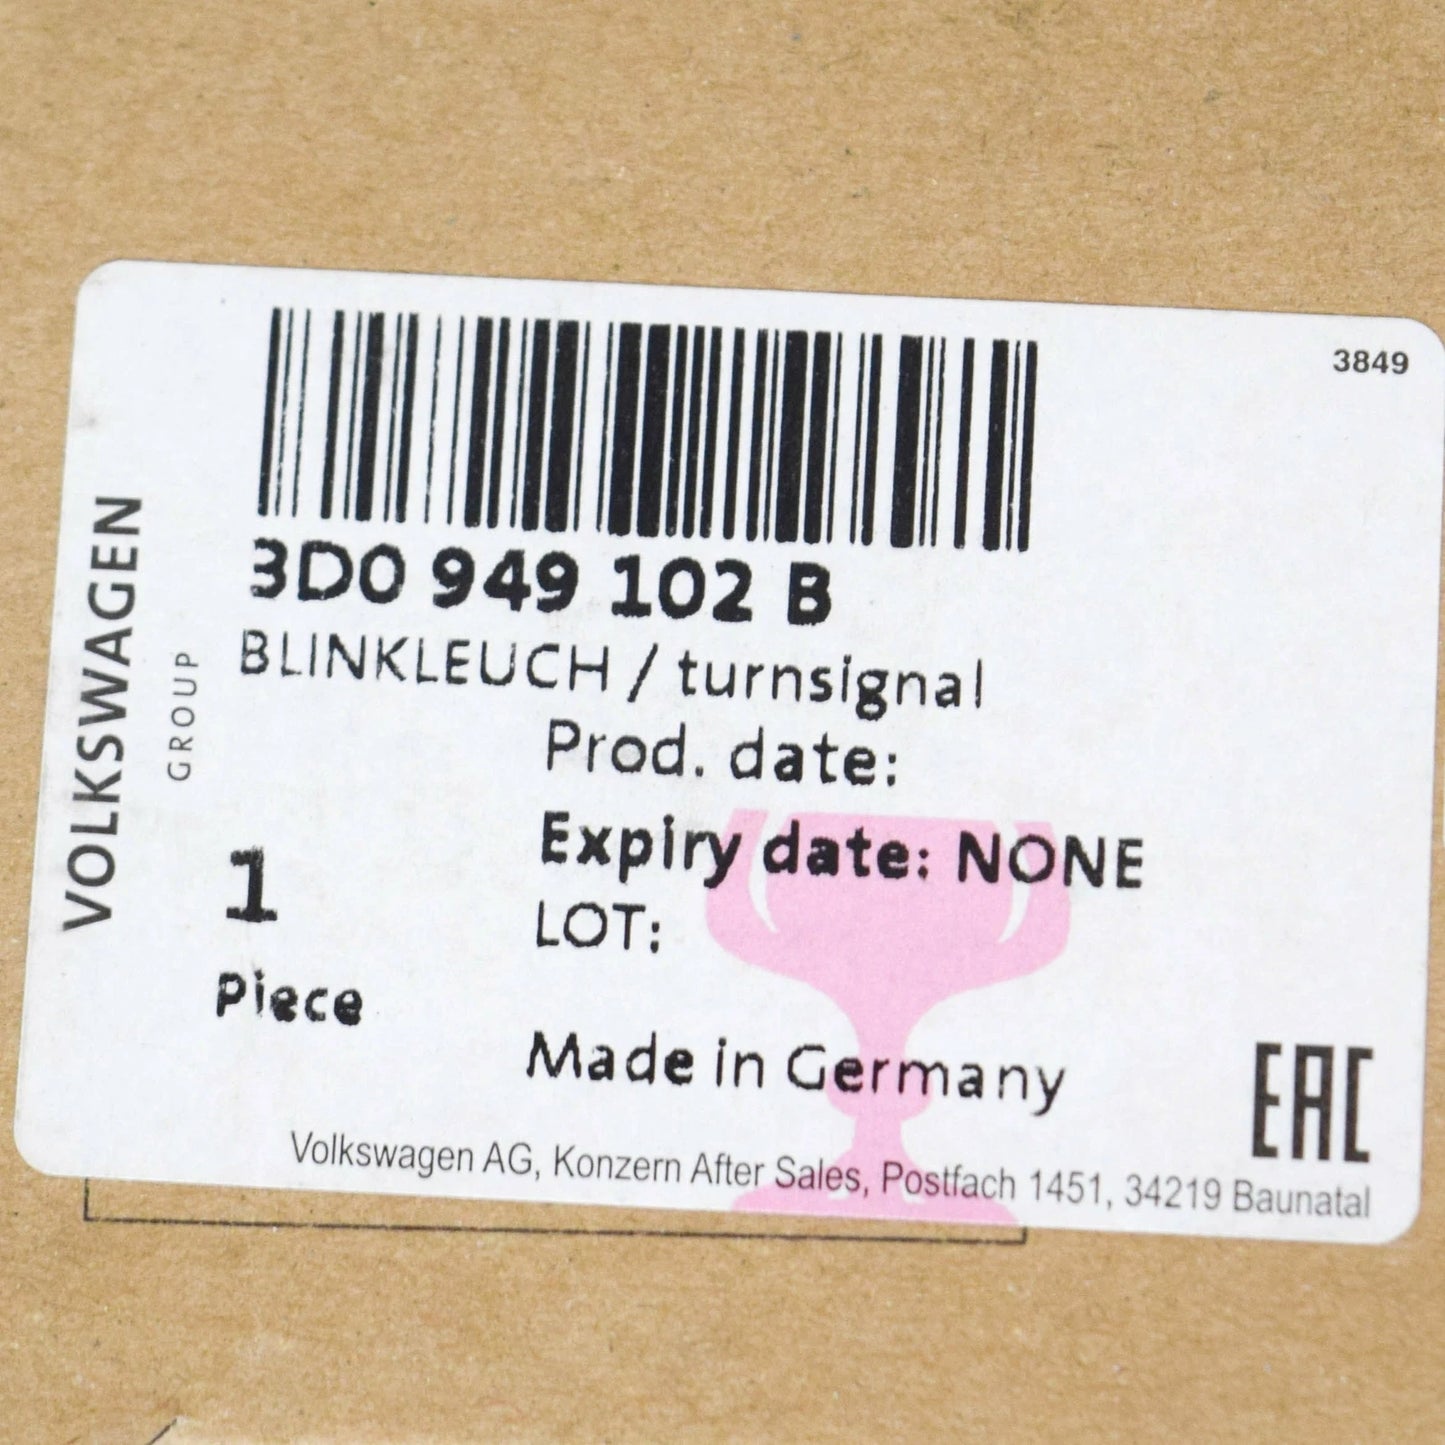 3849
VOLKSWAGEN
GROUP
3D0 949 102 B
BLINKLEUCH / turnsignal
Prod. date:
Expiry date: NONE
1
LOT:
Piece
Made in Germany
EAC
Volkswagen AG, Konzern After Sales, Postfach 1451, 34219 Baunatal